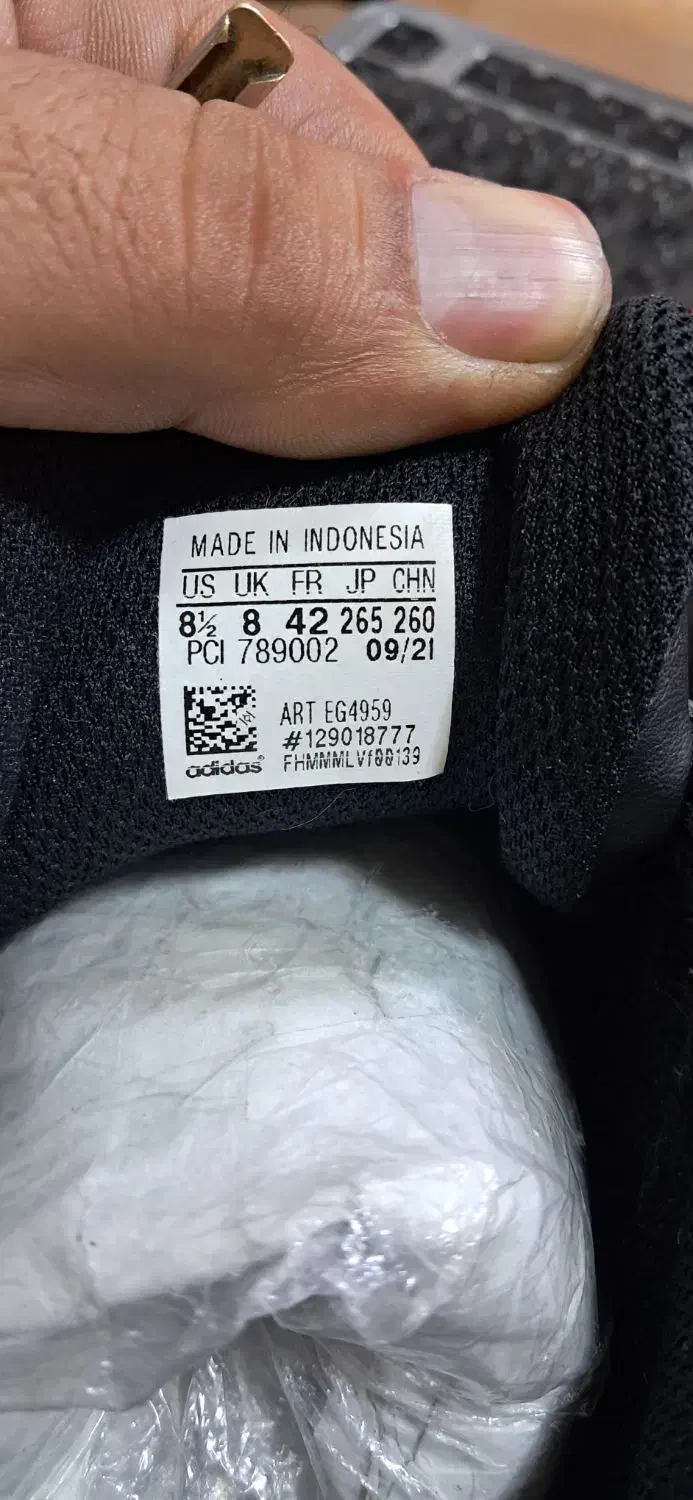 MADE IN INDONESIA
US UK FR JP CHN
8½ 8 42 265 260
PCI 789002 09/21
ART EG4959
#129018777
adidas®